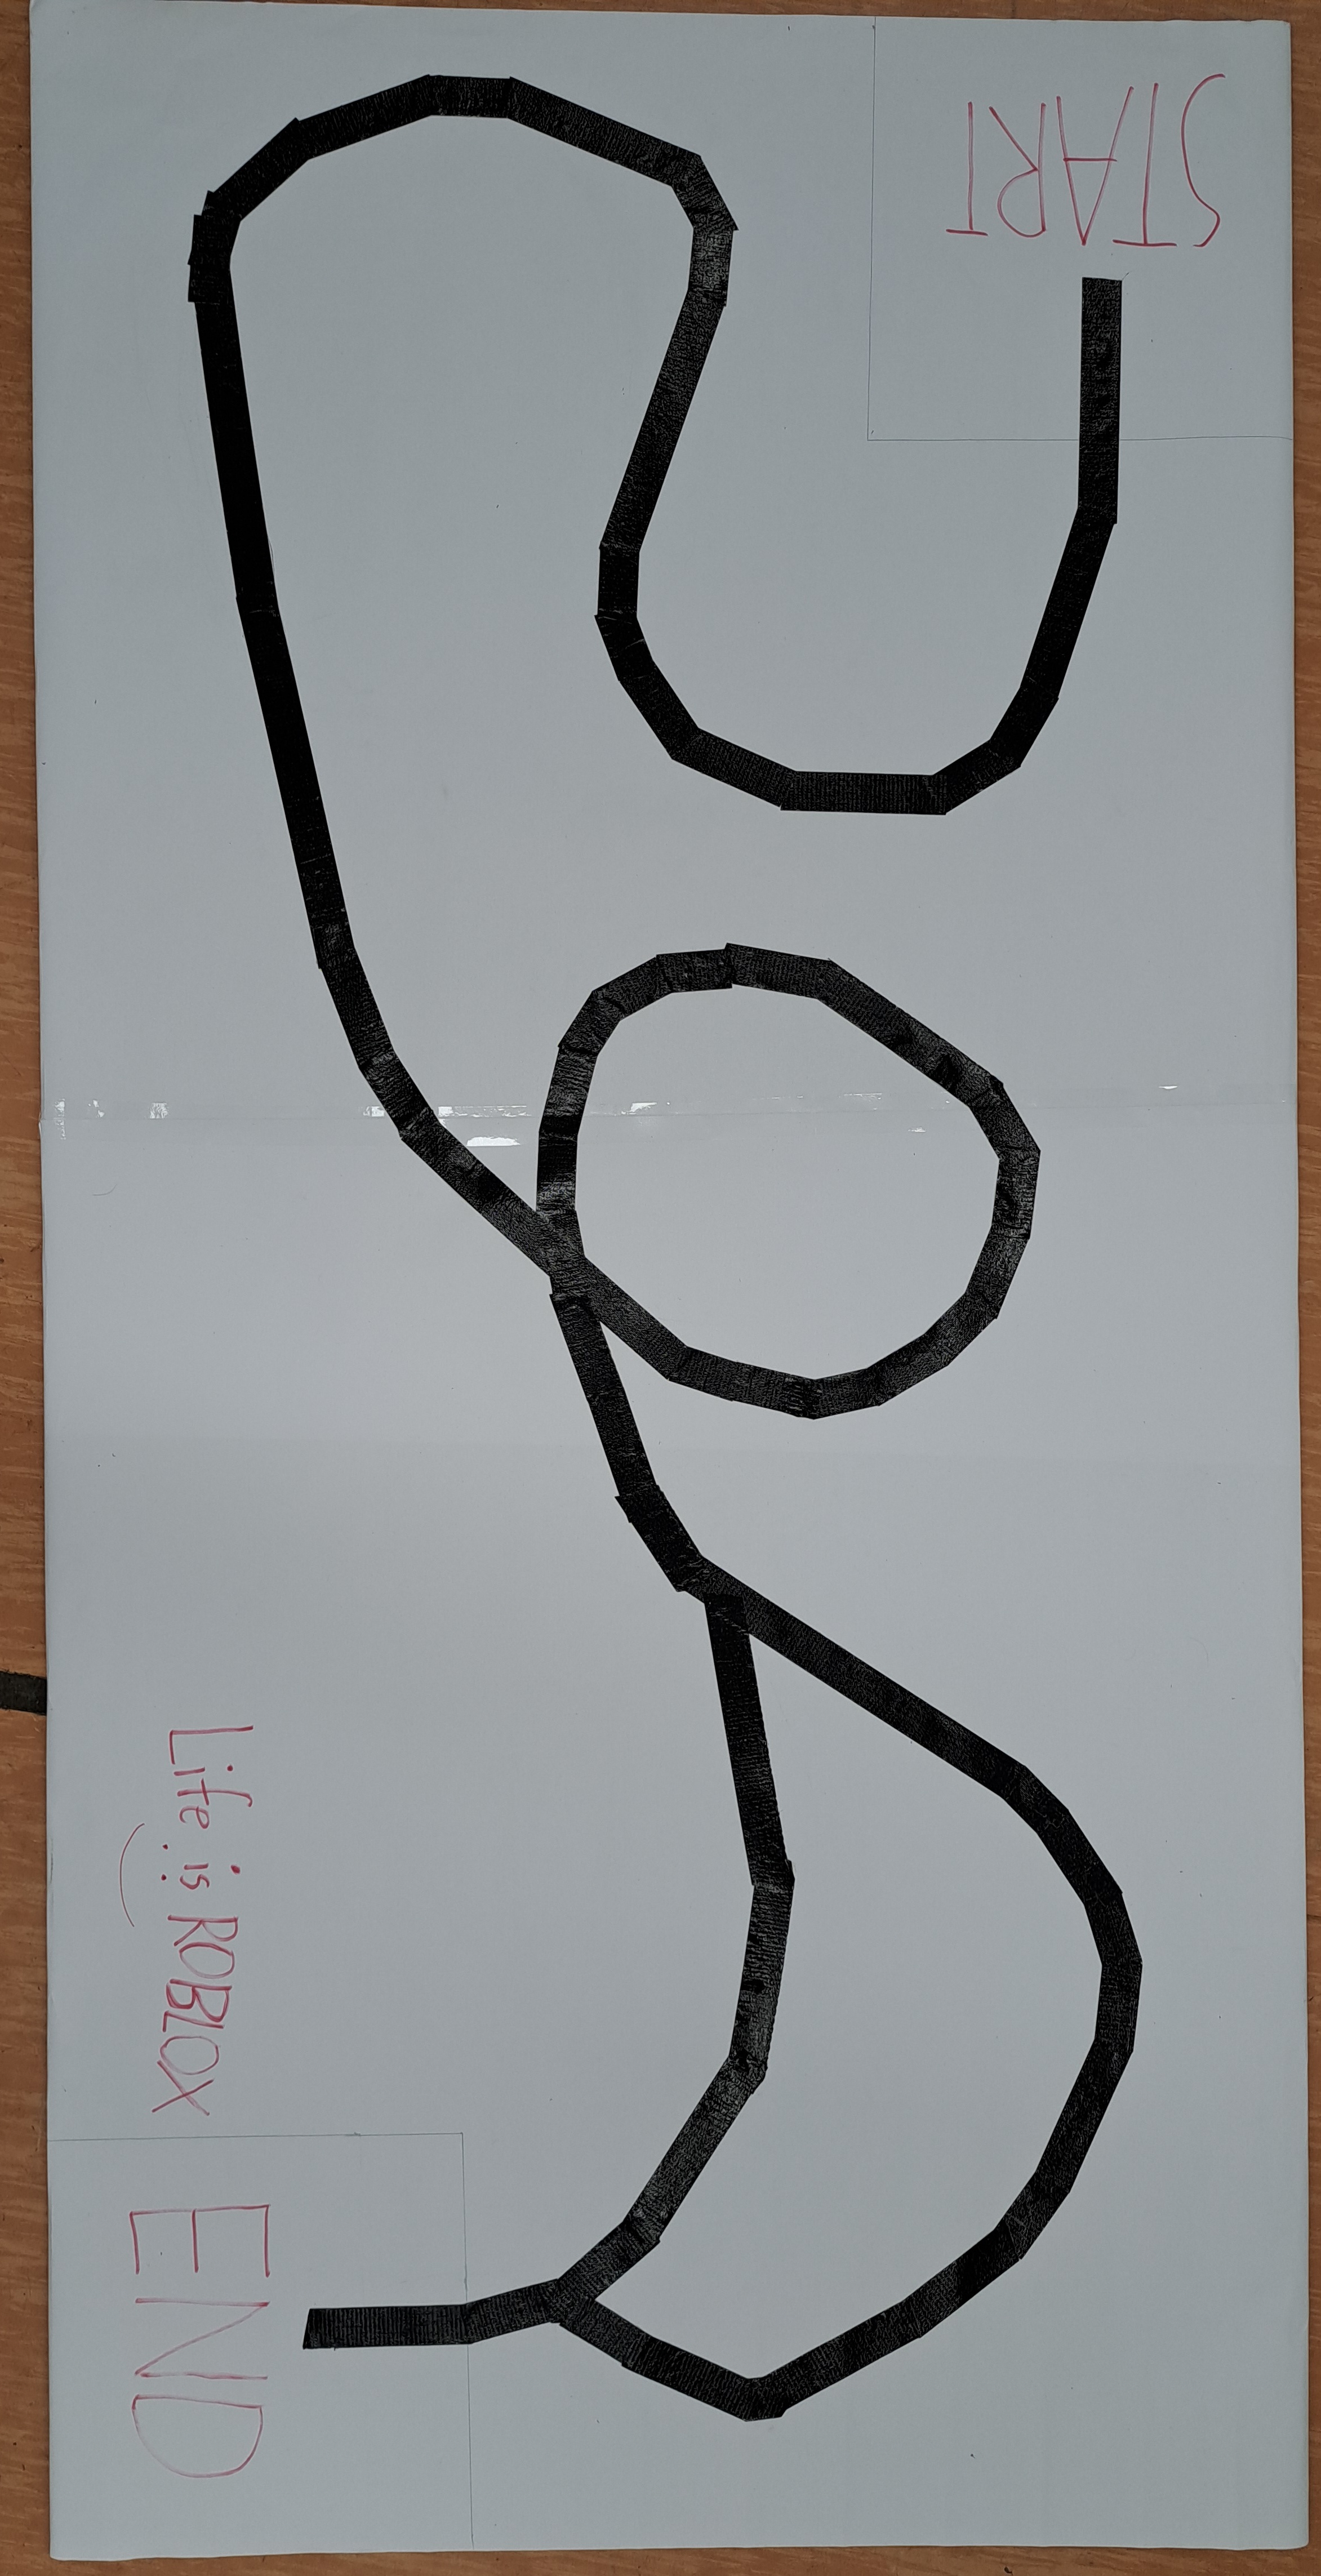 START
Life is ROBLOX
:)
END